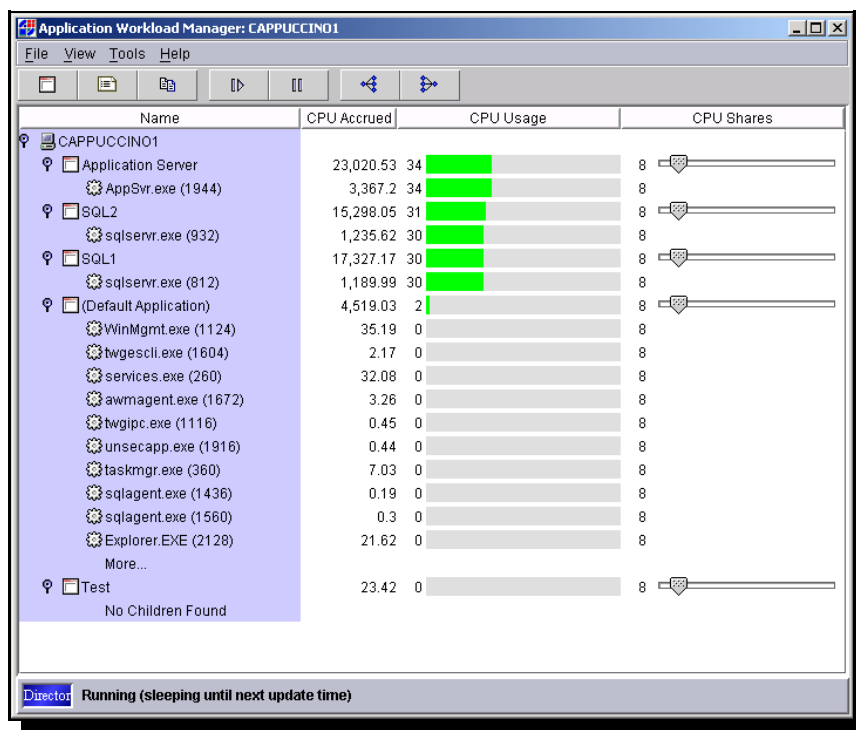 Application Workload Manager: CAPPUCCINO1
File View Tools Help
Name CPU Accrued CPU Usage CPU Shares
CAPPUCCINO1
Application Server 23,020.53 34 8
AppSvr.exe (1944) 3,367.2 34 8
SQL2 15,298.05 31 8
sqlservr.exe (932) 1,235.62 30 8
SQL1 17,327.17 30 8
sqlservr.exe (812) 1,189.99 30 8
(Default Application) 4,519.03 2 8
WinMgmt.exe (1124) 35.19 0 8
twgescli.exe (1604) 2.17 0 8
services.exe (260) 32.08 0 8
awmagent.exe (1672) 3.26 0 8
twgipc.exe (1116) 0.45 0 8
unsecapp.exe (1916) 0.44 0 8
taskmgr.exe (360) 7.03 0 8
sqlagent.exe (1436) 0.19 0 8
sqlagent.exe (1560) 0.3 0 8
Explorer.EXE (2128) 21.62 0 8
More...
Test 23.42 0 8
No Children Found
Director Running (sleeping until next update time)